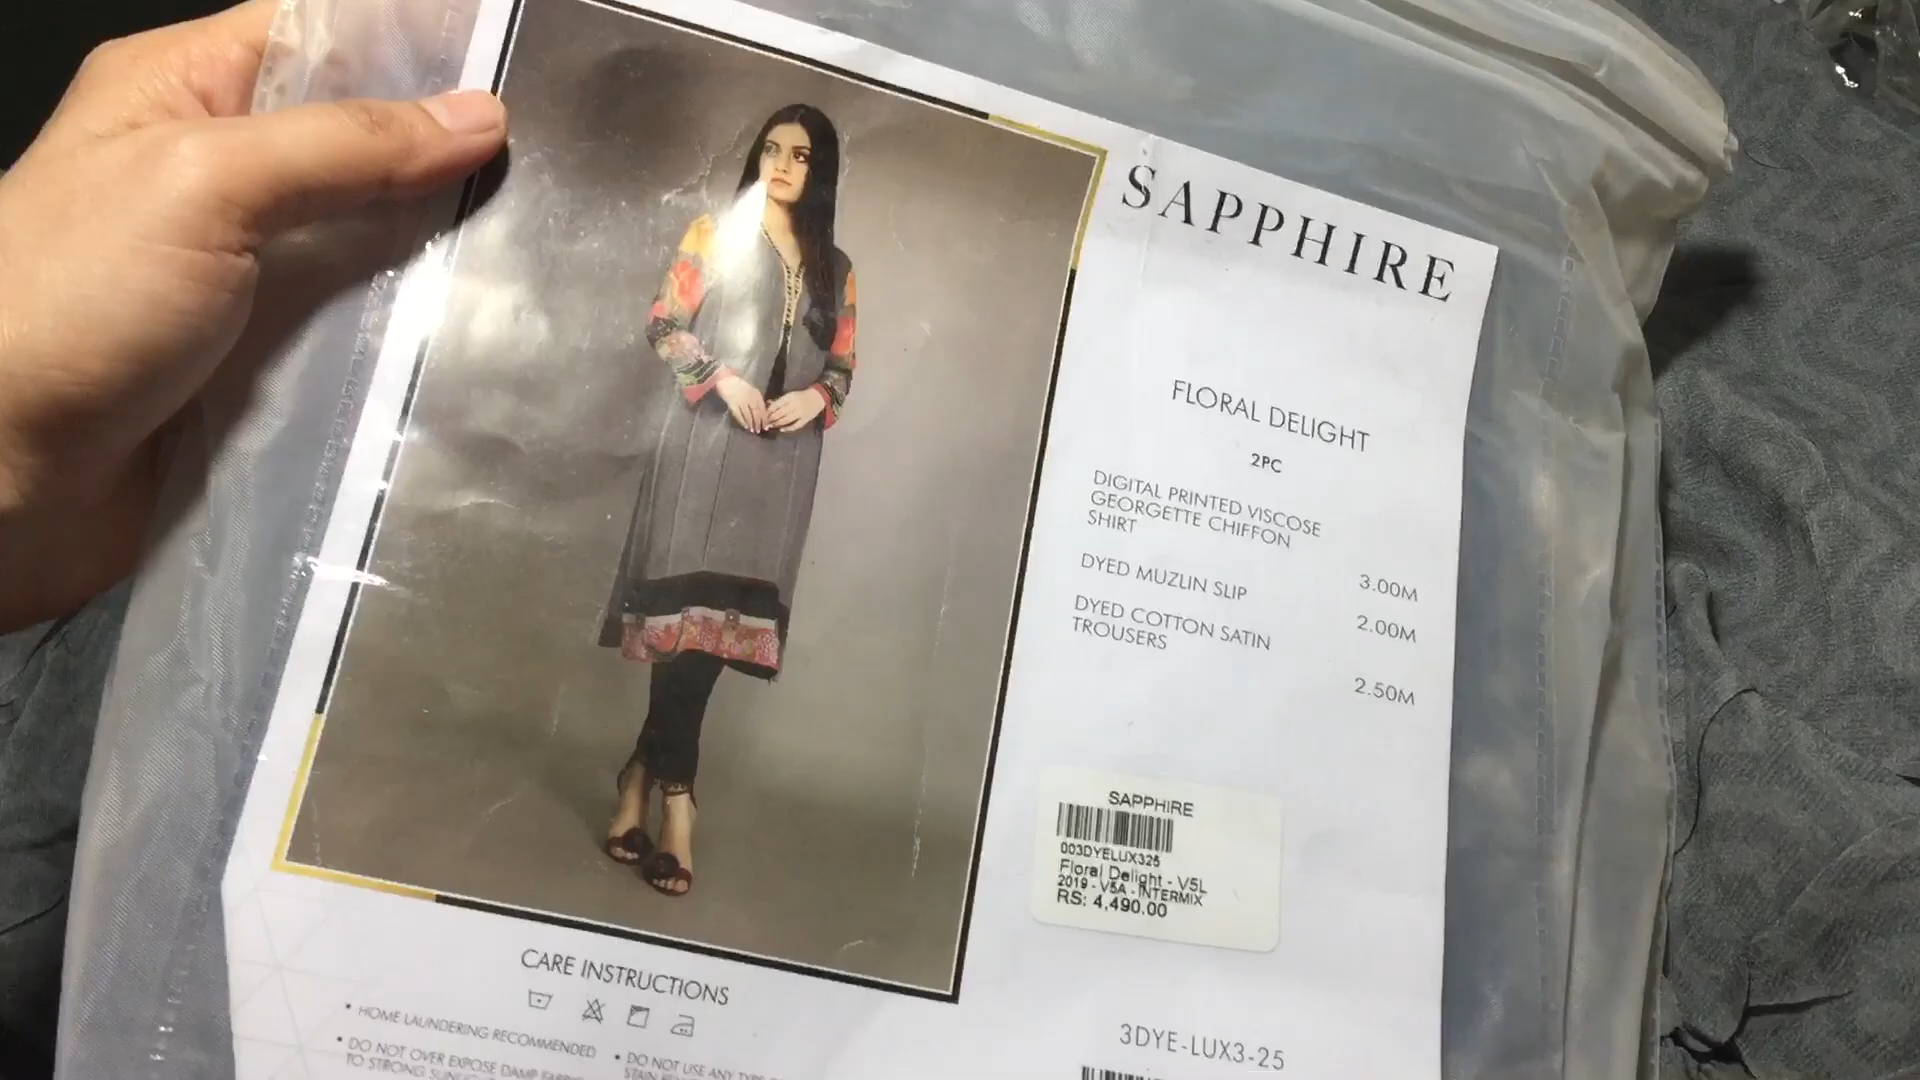 SAPPHIRE
FLORAL DELIGHT
2PC
DIGITAL PRINTED VISCOSE
GEORGETTE CHIFFON
SHIRT
3.00M
DYED MUZLIN SLIP
2.00M
DYED COTTON SATIN
TROUSERS
2.50M
SAPPHIRE
003DYELUX325
Floral Delight - V5L
2019 - V5A - INTERMIX
RS: 4,490.00
3DYE-LUX3-25
CARE INSTRUCTIONS
• HOME LAUNDERING RECOMMENDED
• DO NOT OVER EXPOSE DAMP
TO STRONG
• DO NOT USE ANY TYPE
STAIN